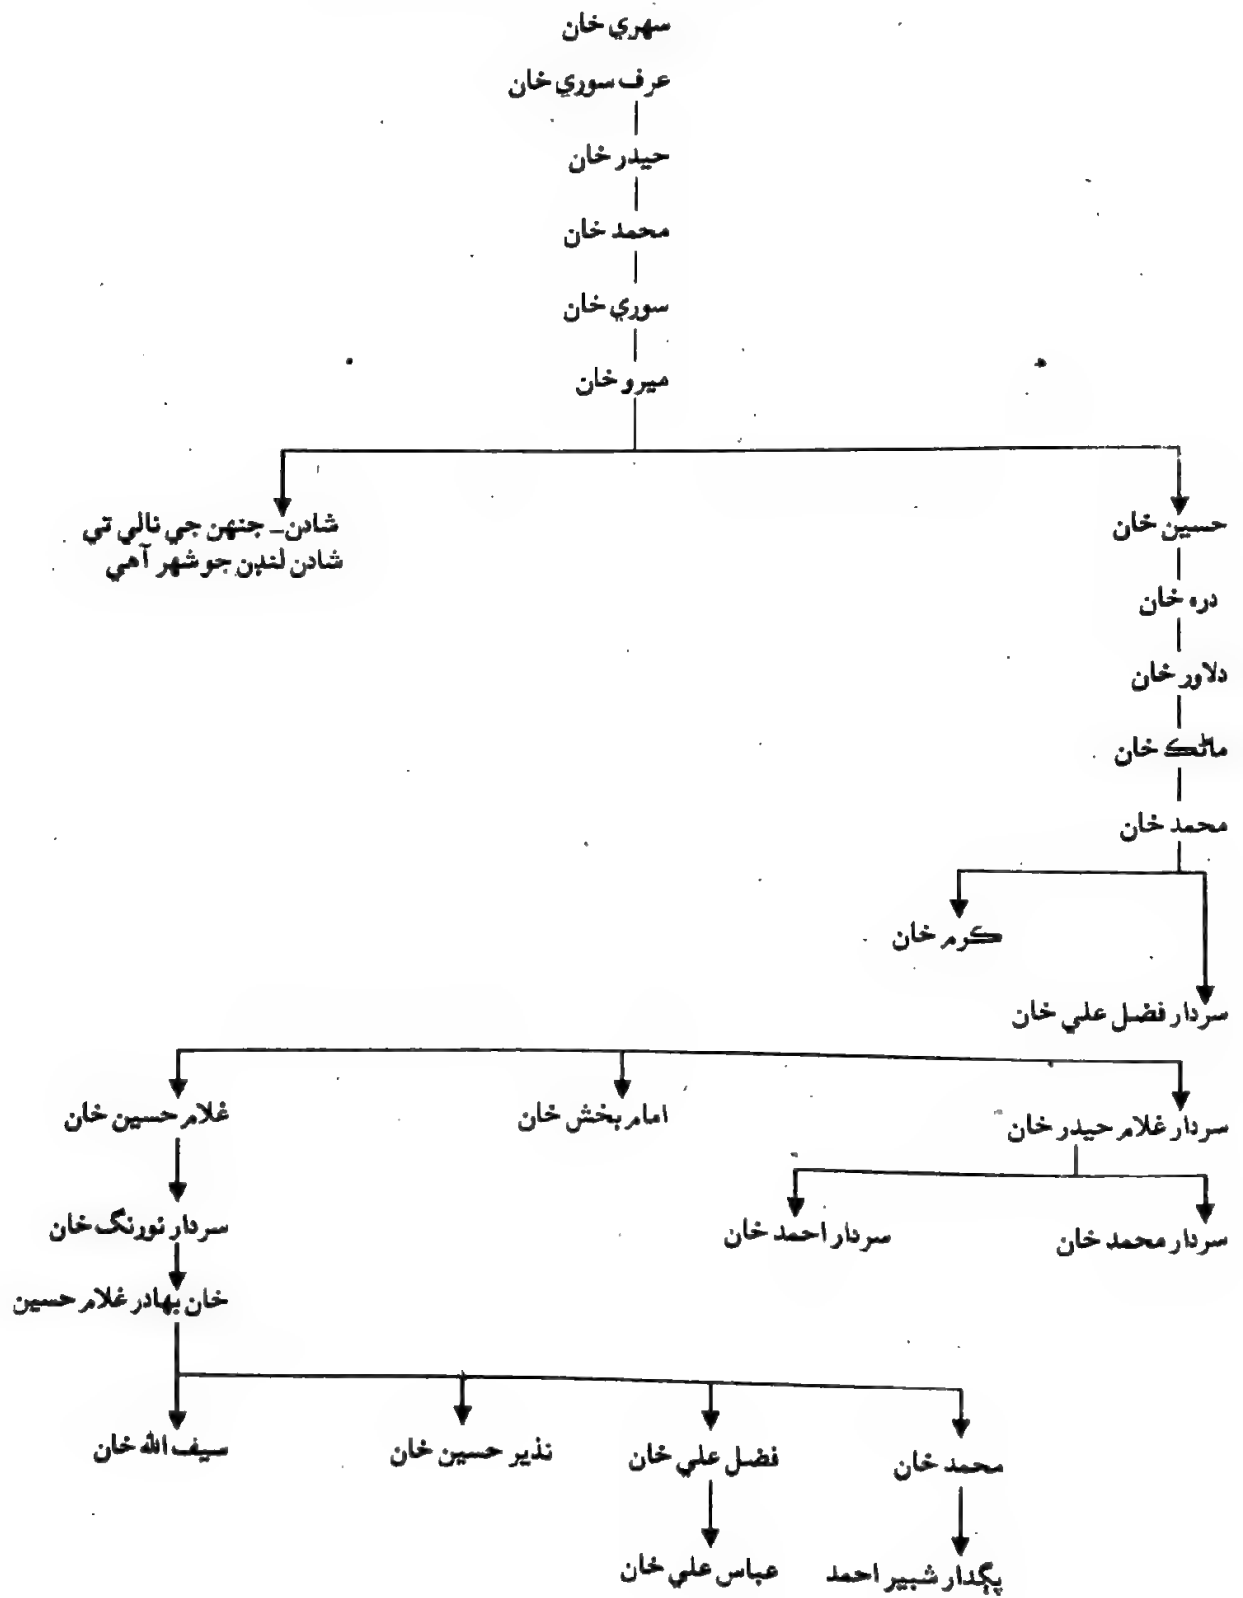 سهري خان
عرف سوري خان
حيدر خان
محمد خان
سوري خان
ميرو خان
حسين خان
شادن_ جنهن جي نالي تي
شادن لنڊن جو شهر آهي
دره خان
دلاور خان
ماڻڪ خان
محمد خان
ڪرم خان
سردار فضل علي خان
سردار غلام حيدر خان
امام بخش خان
غلام حسين خان
سردار محمد خان
سردار احمد خان
سردار نورنگ خان
خان بهادر غلام حسين
محمد خان
فضل علي خان
نذير حسين خان
سيف الله خان
پڳدار شبير احمد
عباس علي خان